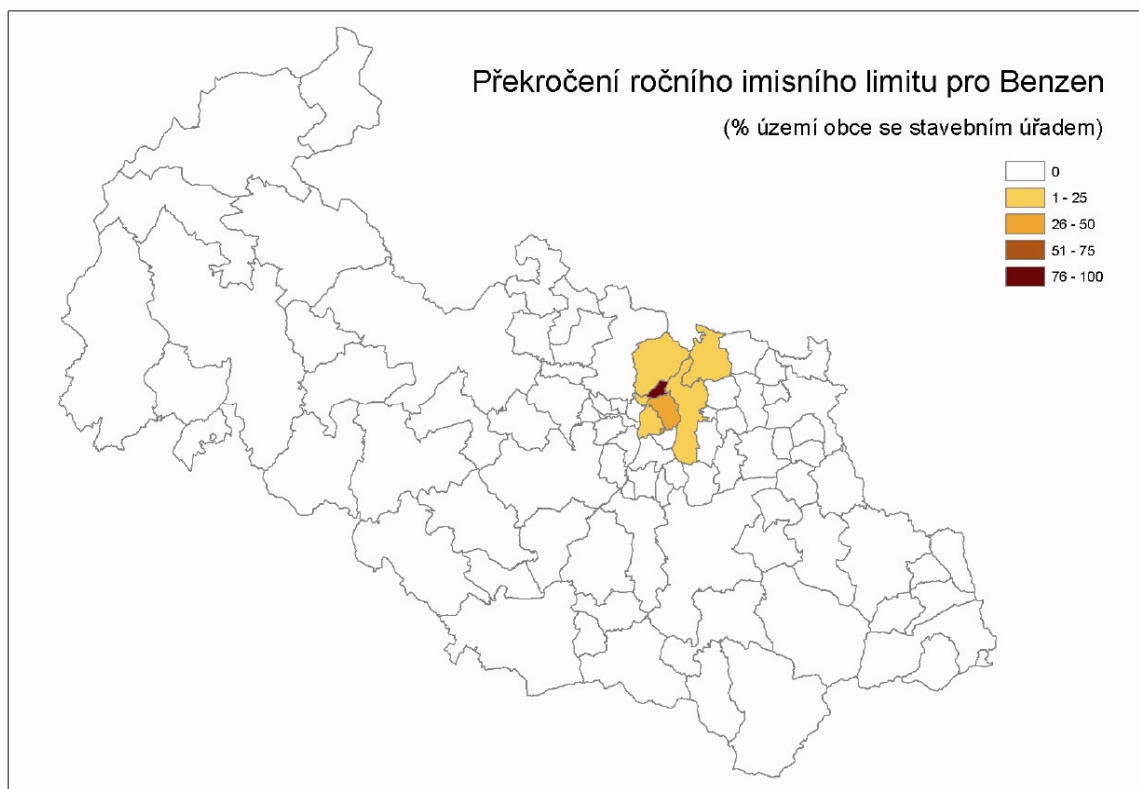 Překročení ročního imisního limitu pro Benzen
(% území obce se stavebním úřadem)
0
1 - 25
26 - 50
51 - 75
76 - 100